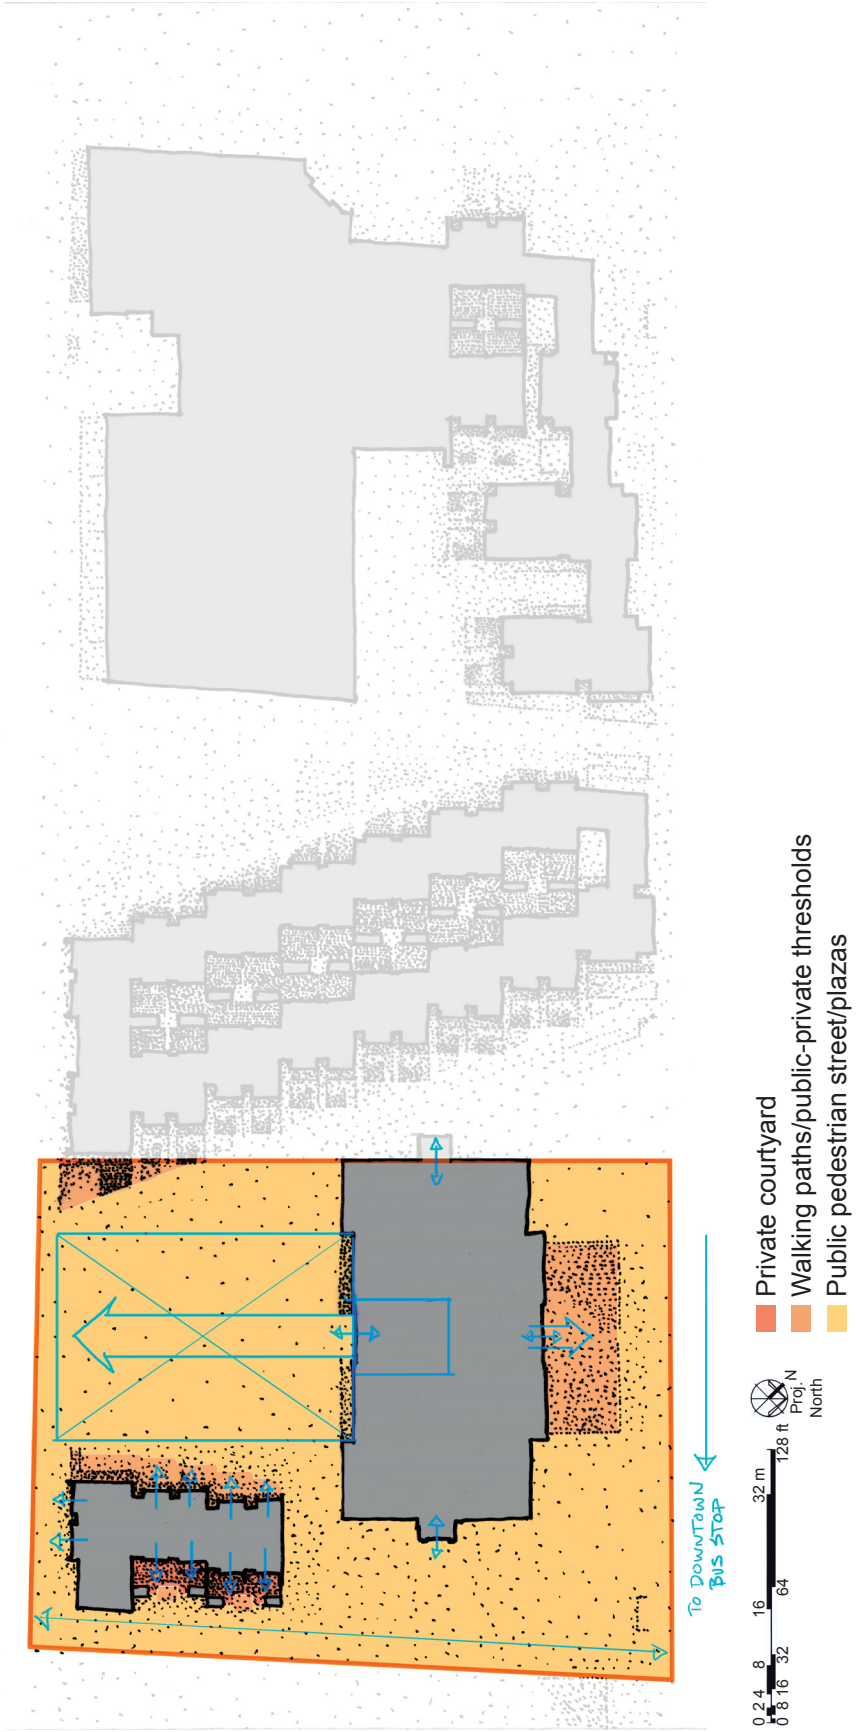 TO DOWNTOWN
BUS STOP
0 2 4 8 16 32 m
0 8 16 32 64 128 ft
N
Proj.
North
Private courtyard
Walking paths/public-private thresholds
Public pedestrian street/plazas